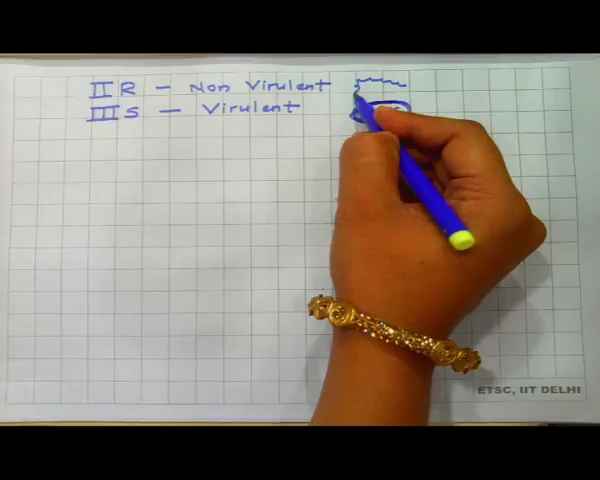 II R - Non Virulent
III S - Virulent
ETSC, IIT DELHI